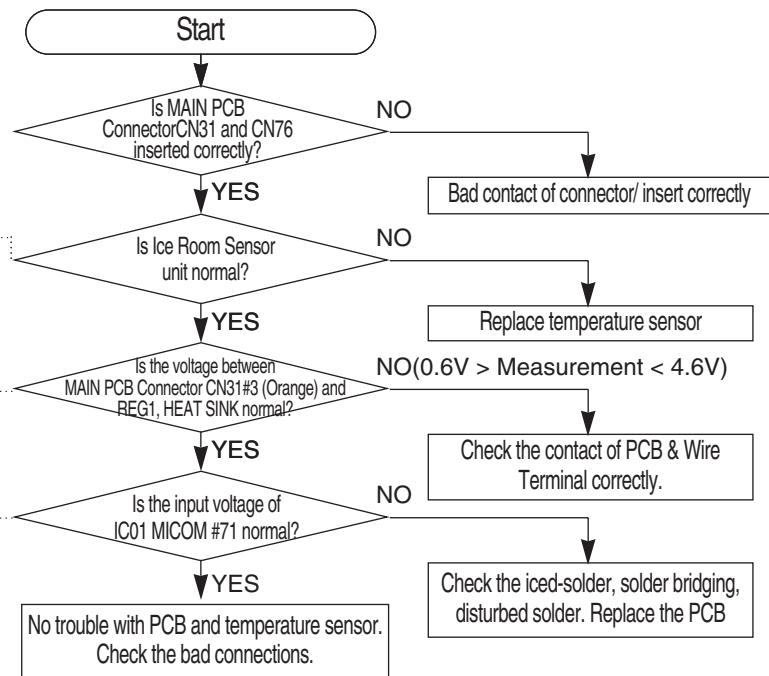 Start
Is MAIN PCB
ConnectorCN31 and CN76
inserted correctly?
NO
Bad contact of connector/ insert correctly
YES
Is Ice Room Sensor
unit normal?
NO
Replace temperature sensor
YES
Is the voltage between
MAIN PCB Connector CN31#3 (Orange) and
REG1, HEAT SINK normal?
NO(0.6V > Measurement < 4.6V)
Check the contact of PCB & Wire
Terminal correctly.
YES
Is the input voltage of
IC01 MICOM #71 normal?
NO
Check the iced-solder, solder bridging,
disturbed solder. Replace the PCB
YES
No trouble with PCB and temperature sensor.
Check the bad connections.